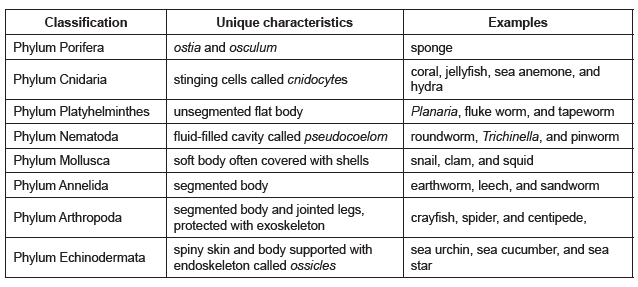 Classification Unique characteristics Examples
Phylum Porifera ostia and osculum sponge
Phylum Cnidaria stinging cells called cnidocytes coral, jellyfish, sea anemone, and
hydra
Phylum Platyhelminthes unsegmented flat body Planaria, fluke worm, and tapeworm
Phylum Nematoda fluid-filled cavity called pseudocoelom roundworm, Trichinella, and pinworm
Phylum Mollusca soft body often covered with shells snail, clam, and squid
Phylum Annelida segmented body earthworm, leech, and sandworm
Phylum Arthropoda segmented body and jointed legs,
protected with exoskeleton crayfish, spider, and centipede,
Phylum Echinodermata spiny skin and body supported with
endoskeleton called ossicles sea urchin, sea cucumber, and sea
star